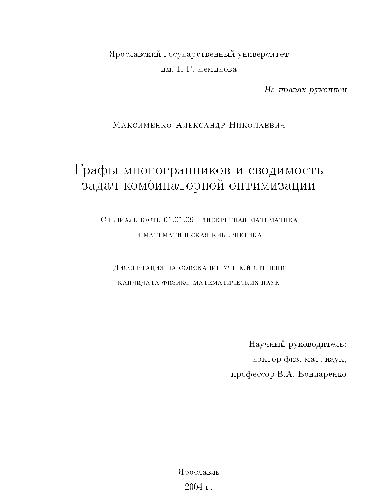 Ярославский государственный университет
им. П. Г. Демидова
На правах рукописи
Максименко Александр Николаевич
Графы многогранников и сводимость
задач комбинаторной оптимизации
Специальность 01.01.09 – дискретная математика
и математическая кибернетика
Диссертация на соискание ученой степени
кандидата физико-математических наук
Научный руководитель:
доктор физ.-мат. наук,
профессор В.А. Бондаренко
Ярославль
2004 г.